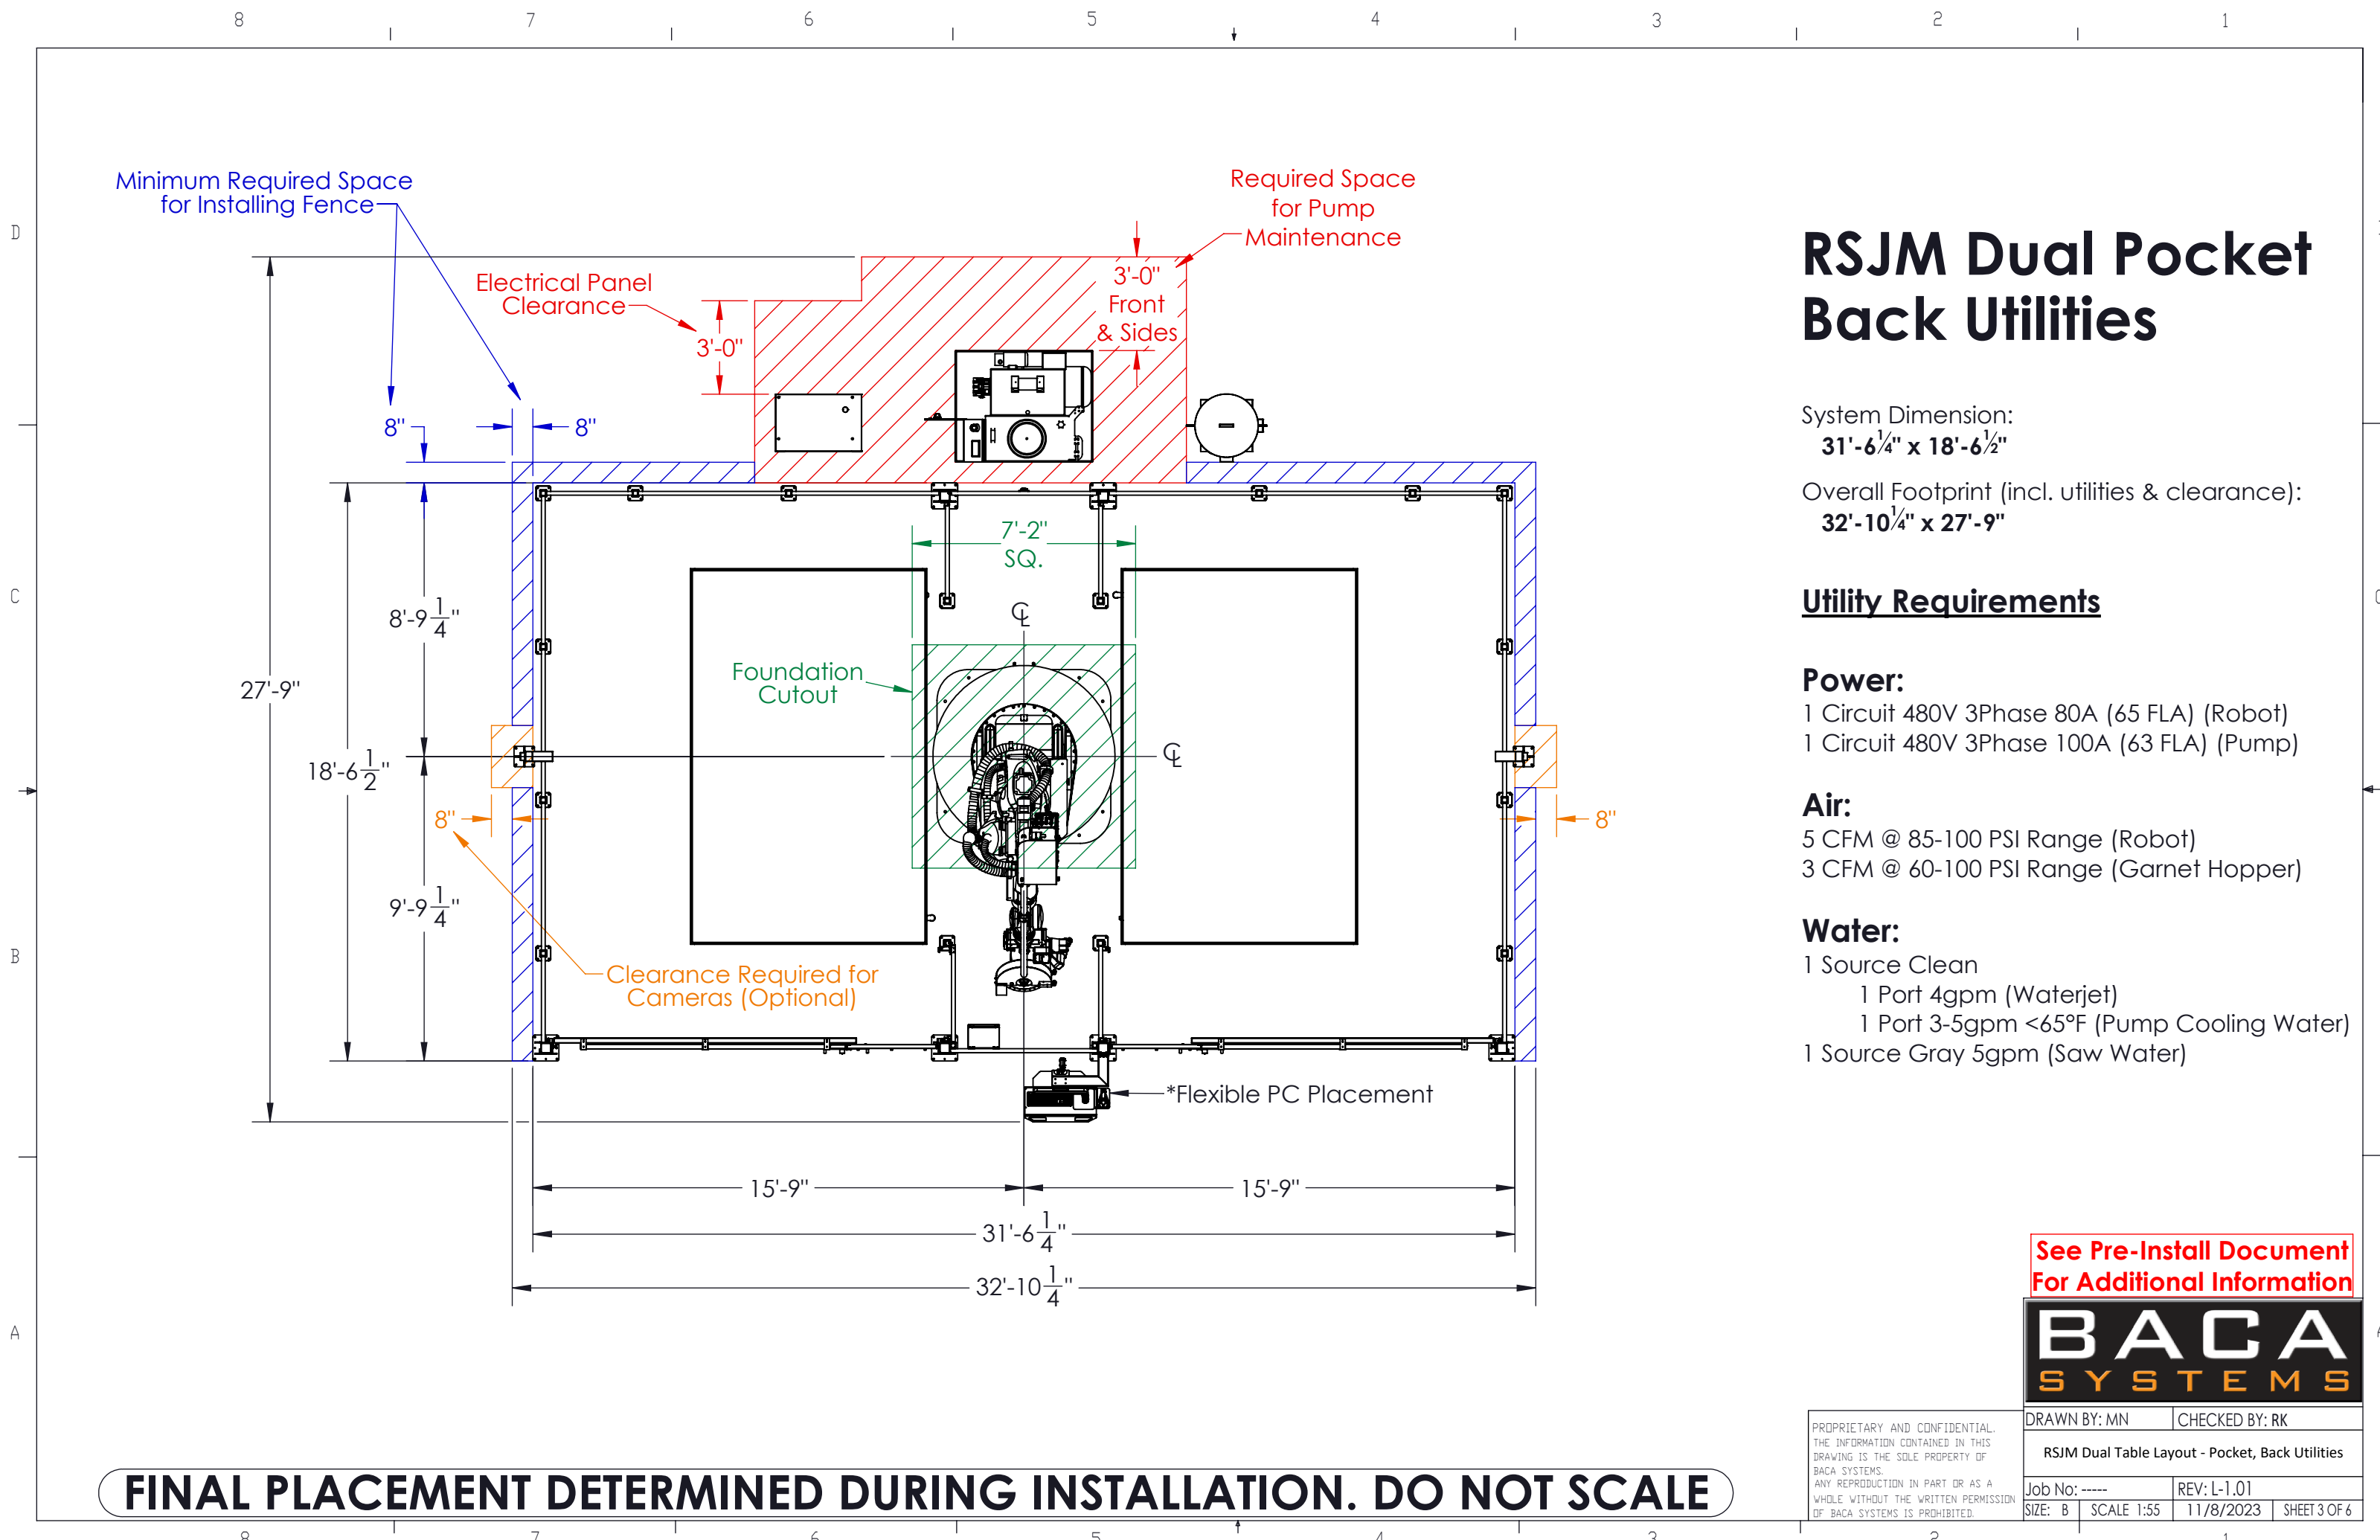 8 7 6 5 4 3 2 1
D
C
B
A
Minimum Required Space
for Installing Fence
Electrical Panel
Clearance
3'-0"
Required Space
for Pump
Maintenance
3'-0"
Front
& Sides
8"
8"
7'-2"
SQ.
℄
℄
Foundation
Cutout
27'-9"
18'-6 1/2"
8'-9 1/4"
9'-9 1/4"
8"
8"
Clearance Required for
Cameras (Optional)
*Flexible PC Placement
15'-9"
15'-9"
31'-6 1/4"
32'-10 1/4"
RSJM Dual Pocket
Back Utilities
System Dimension:
31'-6¼" x 18'-6½"
Overall Footprint (incl. utilities & clearance):
32'-10¼" x 27'-9"
Utility Requirements
Power:
1 Circuit 480V 3Phase 80A (65 FLA) (Robot)
1 Circuit 480V 3Phase 100A (63 FLA) (Pump)
Air:
5 CFM @ 85-100 PSI Range (Robot)
3 CFM @ 60-100 PSI Range (Garnet Hopper)
Water:
1 Source Clean
1 Port 4gpm (Waterjet)
1 Port 3-5gpm <65°F (Pump Cooling Water)
1 Source Gray 5gpm (Saw Water)
See Pre-Install Document
For Additional Information
BACA
SYSTEMS
DRAWN BY: MN CHECKED BY: RK
RSJM Dual Table Layout - Pocket, Back Utilities
Job No: ----- REV: L-1.01
SIZE: B SCALE 1:55 11/8/2023 SHEET 3 OF 6
PROPRIETARY AND CONFIDENTIAL.
THE INFORMATION CONTAINED IN THIS
DRAWING IS THE SOLE PROPERTY OF
BACA SYSTEMS.
ANY REPRODUCTION IN PART OR AS A
WHOLE WITHOUT THE WRITTEN PERMISSION
OF BACA SYSTEMS IS PROHIBITED.
FINAL PLACEMENT DETERMINED DURING INSTALLATION. DO NOT SCALE
8 7 6 5 4 3 2 1